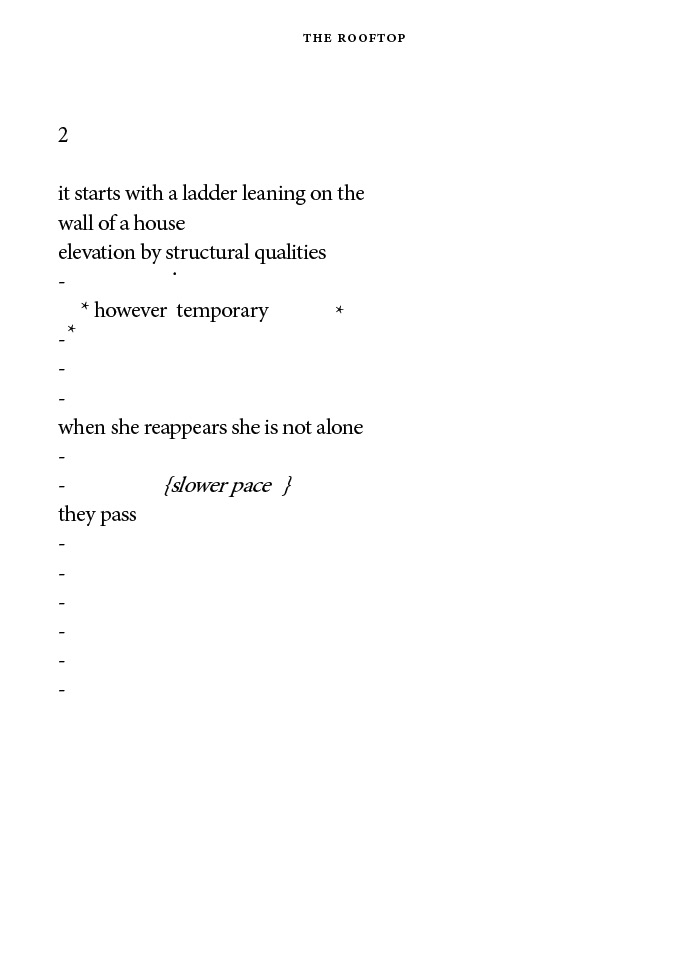 THE ROOFTOP
2
it starts with a ladder leaning on the
wall of a house
elevation by structural qualities
- .
* however temporary *
-*
-
-
when she reappears she is not alone
-
- {slower pace }
they pass
-
-
-
-
-
-